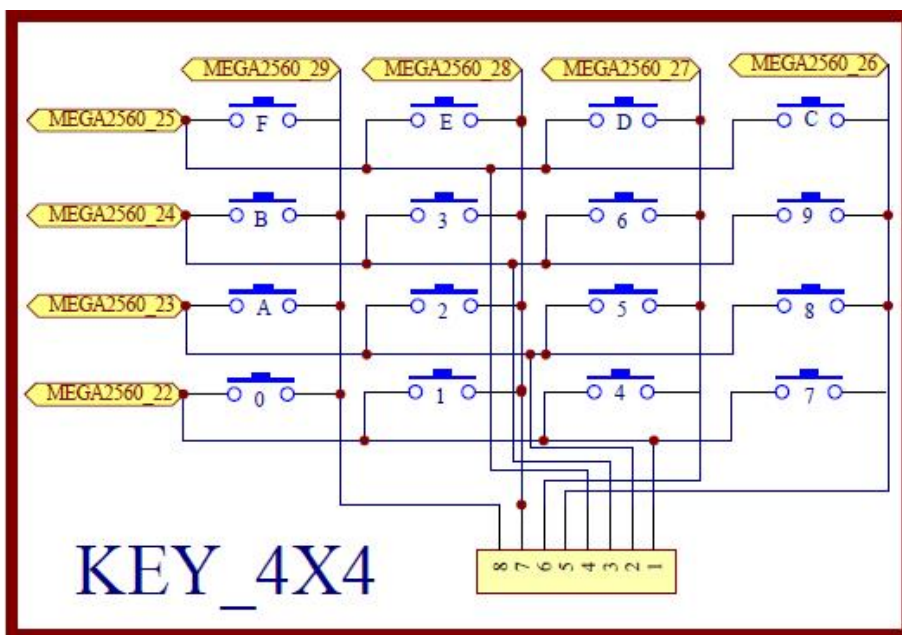 MEGA2560_29 MEGA2560_28 MEGA2560_27 MEGA2560_26
MEGA2560_25 F E D C
MEGA2560_24 B 3 6 9
MEGA2560_23 A 2 5 8
MEGA2560_22 0 1 4 7
8 7 6 5 4 3 2 1
KEY_4X4